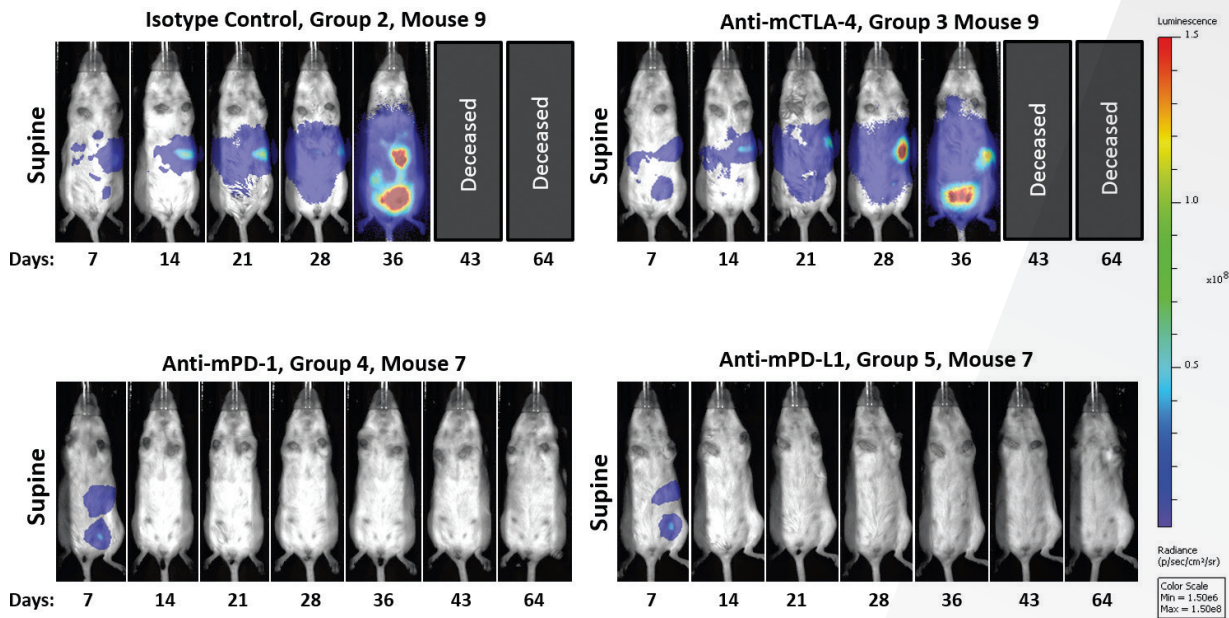 Isotype Control, Group 2, Mouse 9
Supine
Deceased
Deceased
Days: 7 14 21 28 36 43 64
Anti-mCTLA-4, Group 3 Mouse 9
Supine
Deceased
Deceased
7 14 21 28 36 43 64
Anti-mPD-1, Group 4, Mouse 7
Supine
Days: 7 14 21 28 36 43 64
Anti-mPD-L1, Group 5, Mouse 7
Supine
7 14 21 28 36 43 64
Luminescence
1.5
1.0
x10⁸
0.5
Radiance
(p/sec/cm²/sr)
Color Scale
Min = 1.50e6
Max = 1.50e8